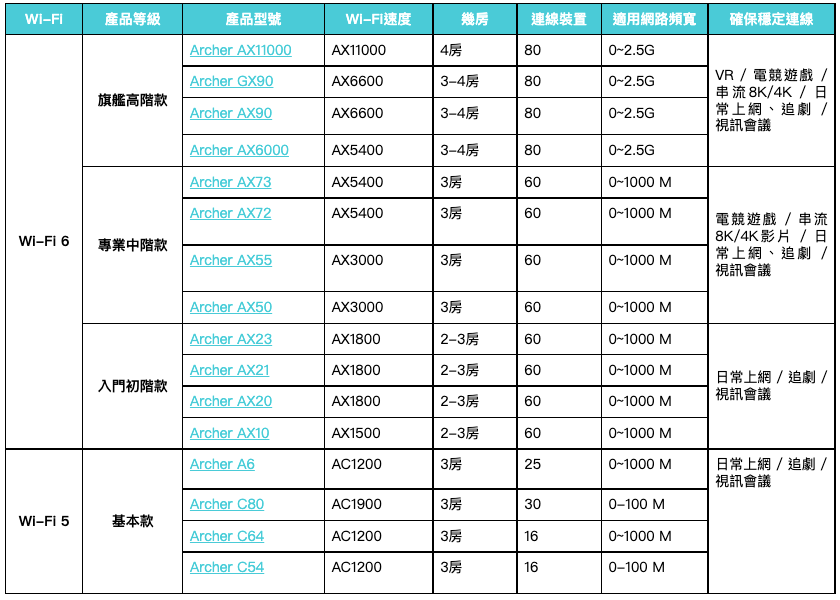 Wi-Fi 產品等級 產品型號 Wi-Fi速度 幾房 連線裝置 適用網路頻寬 確保穩定連線
Wi-Fi 6 旗艦高階款 Archer AX11000 AX11000 4房 80 0~2.5G VR / 電競遊戲 /
串流8K/4K / 日
常上網、追劇 /
視訊會議
Archer GX90 AX6600 3-4房 80 0~2.5G
Archer AX90 AX6600 3-4房 80 0~2.5G
Archer AX6000 AX5400 3-4房 80 0~2.5G
專業中階款 Archer AX73 AX5400 3房 60 0~1000 M 電競遊戲 / 串流
8K/4K影片 / 日
常上網、追劇 /
視訊會議
Archer AX72 AX5400 3房 60 0~1000 M
Archer AX55 AX3000 3房 60 0~1000 M
Archer AX50 AX3000 3房 60 0~1000 M
入門初階款 Archer AX23 AX1800 2-3房 60 0~1000 M 日常上網 / 追劇 /
視訊會議
Archer AX21 AX1800 2-3房 60 0~1000 M
Archer AX20 AX1800 2-3房 60 0~1000 M
Archer AX10 AX1500 2-3房 60 0~1000 M
Wi-Fi 5 基本款 Archer A6 AC1200 3房 25 0~1000 M 日常上網 / 追劇 /
視訊會議
Archer C80 AC1900 3房 30 0-100 M
Archer C64 AC1200 3房 16 0~1000 M
Archer C54 AC1200 3房 16 0-100 M